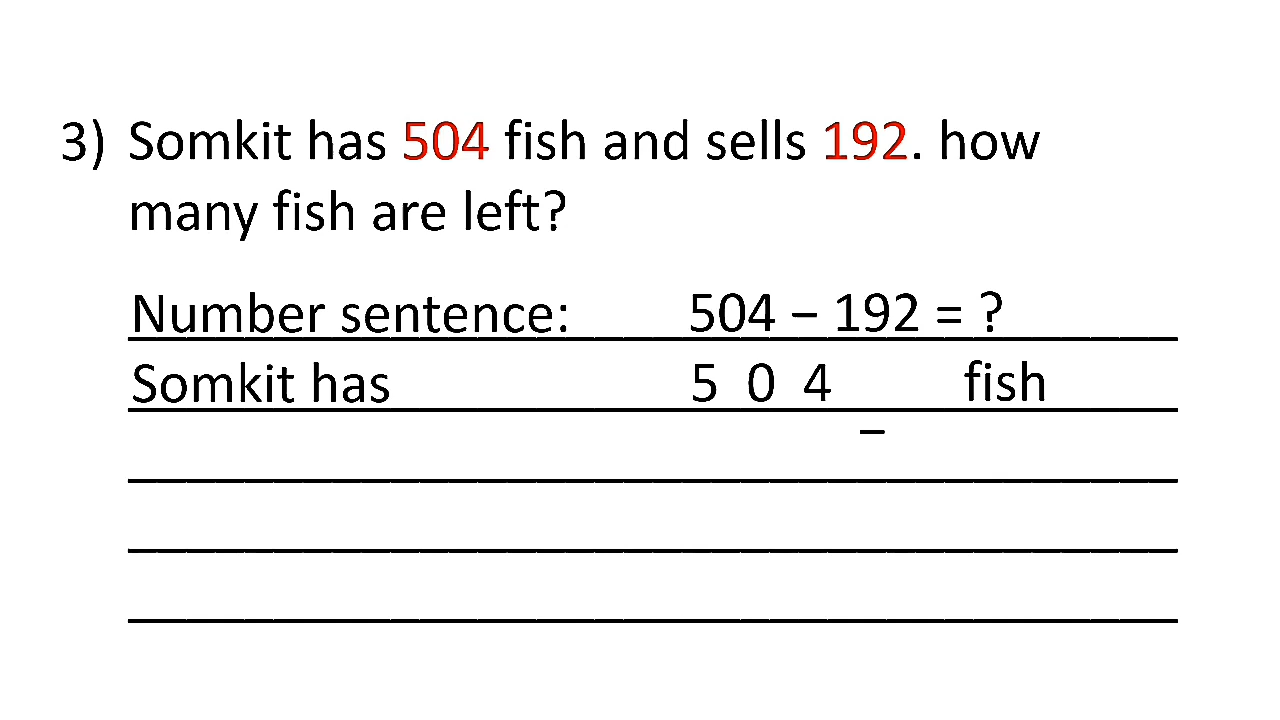 3) Somkit has 504 fish and sells 192. how
many fish are left?
Number sentence: 504 − 192 = ?
Somkit has 5 0 4 fish
−